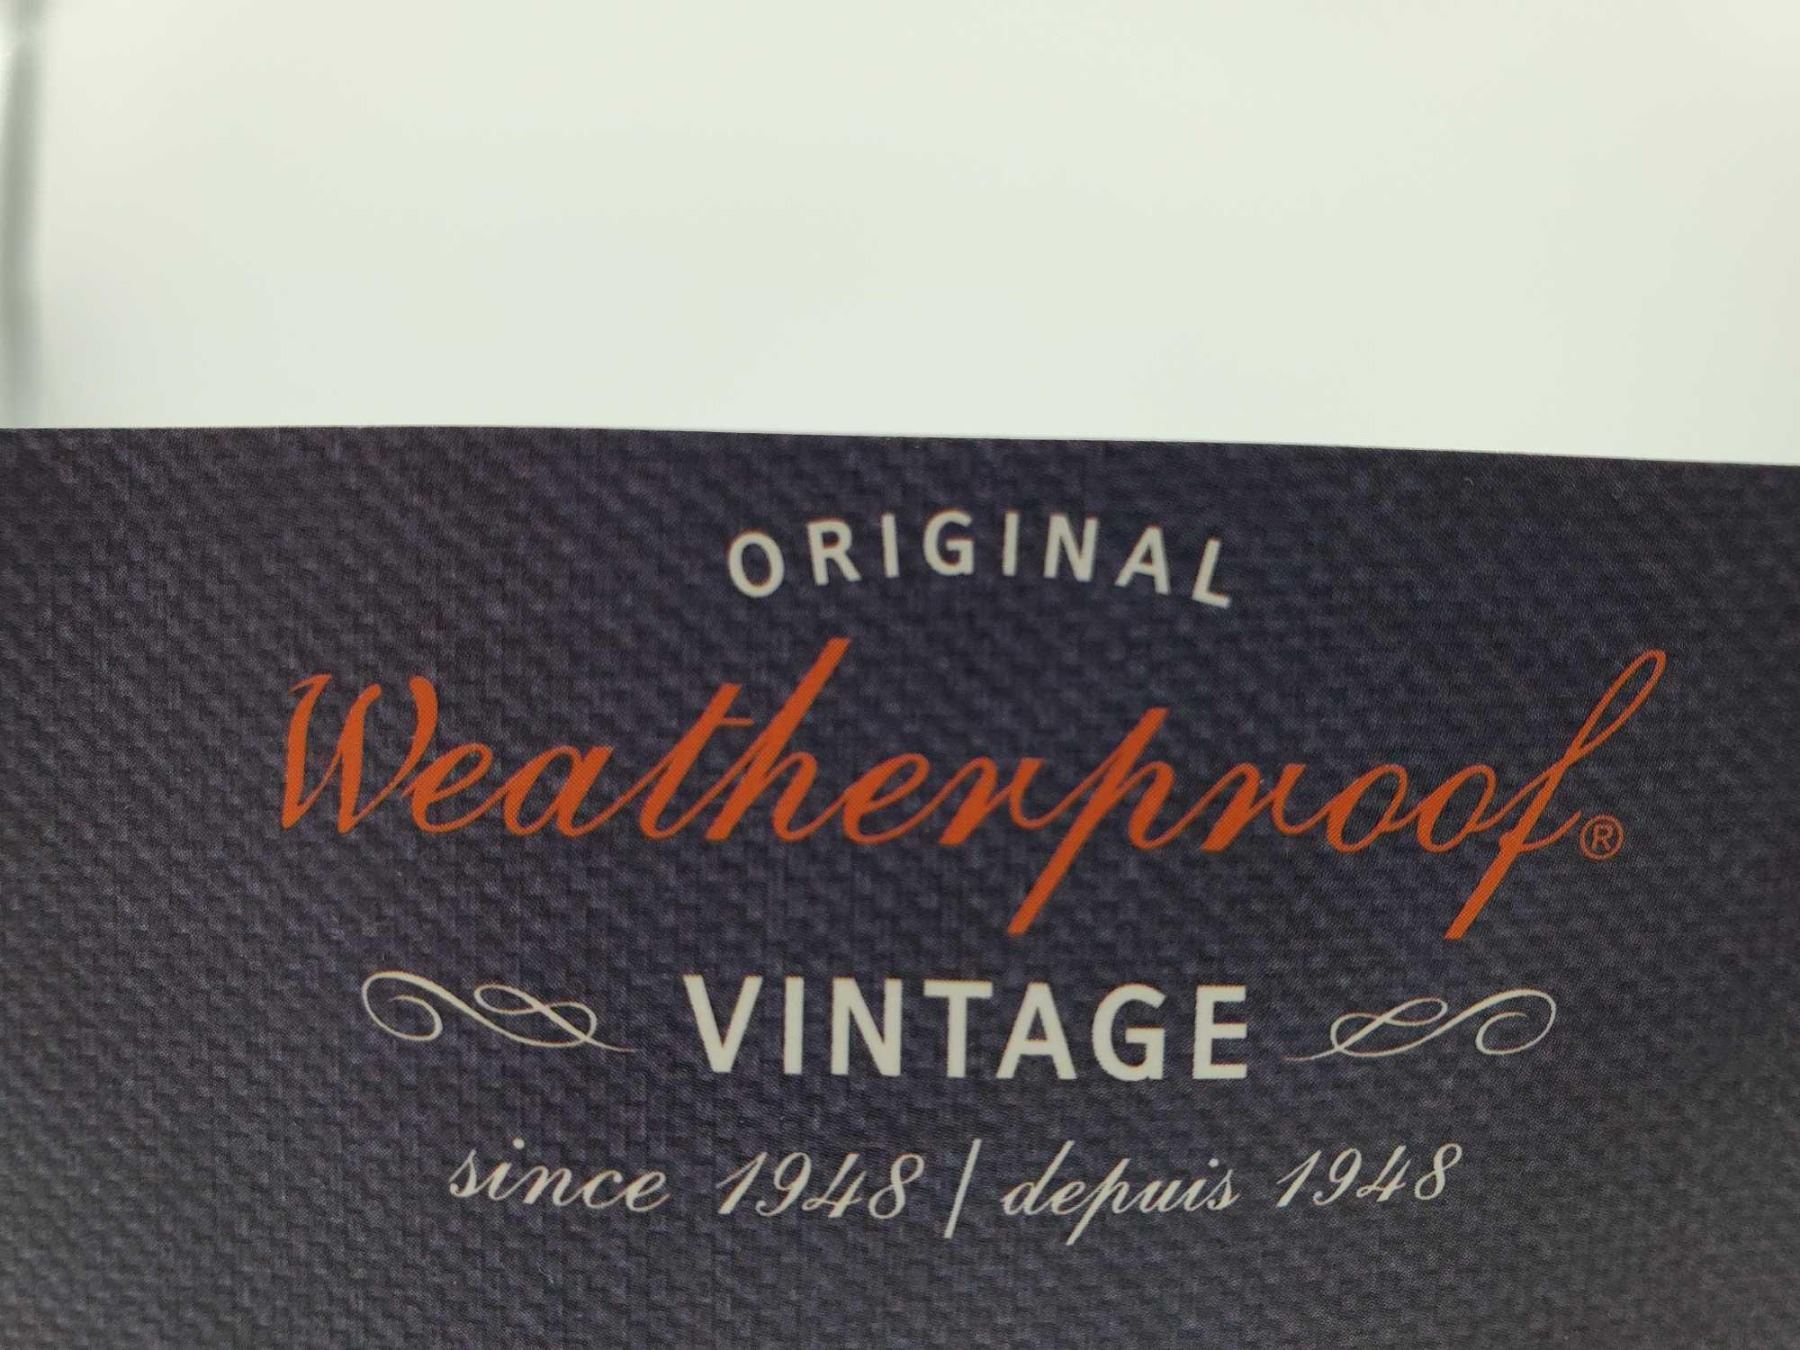 ORIGINAL
Weatherproof®
VINTAGE
since 1948 | depuis 1948